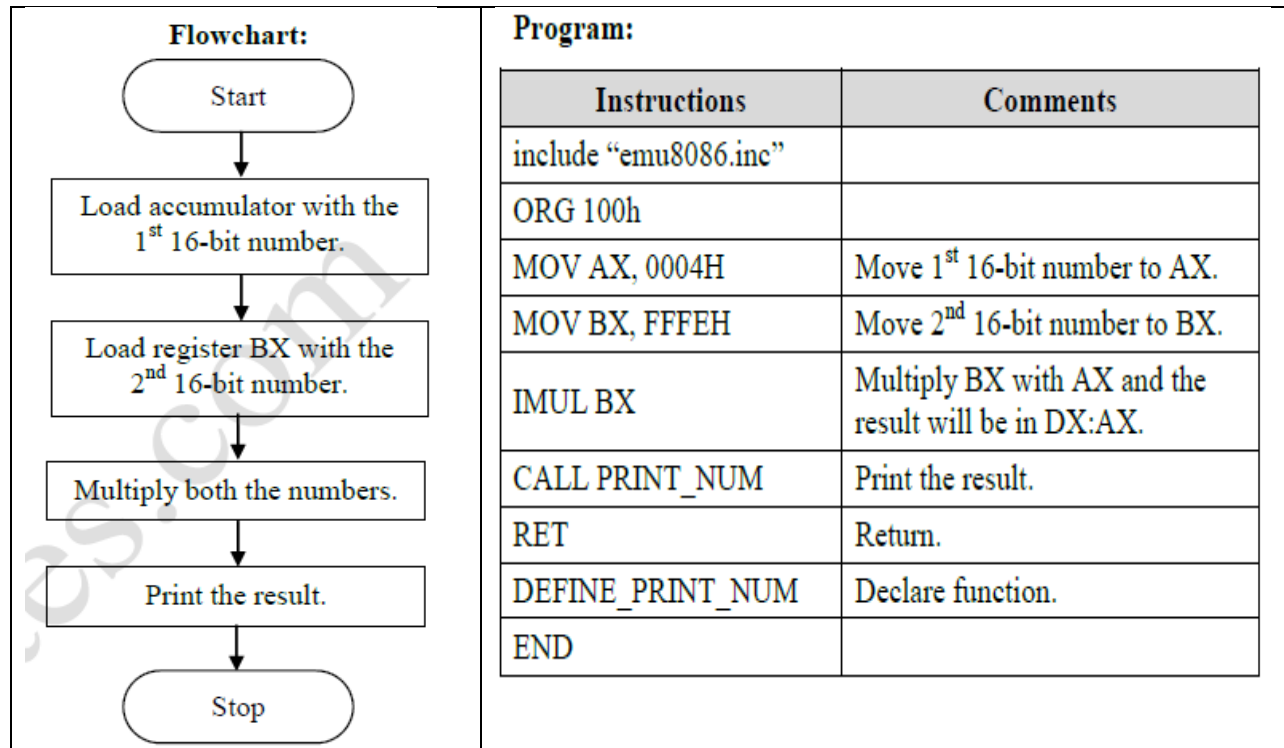 Flowchart:
Start
Load accumulator with the
1st 16-bit number.
Load register BX with the
2nd 16-bit number.
Multiply both the numbers.
Print the result.
Stop
es.com
Program:
Instructions Comments
include “emu8086.inc”
ORG 100h
MOV AX, 0004H Move 1st 16-bit number to AX.
MOV BX, FFFEH Move 2nd 16-bit number to BX.
IMUL BX Multiply BX with AX and the
result will be in DX:AX.
CALL PRINT_NUM Print the result.
RET Return.
DEFINE_PRINT_NUM Declare function.
END